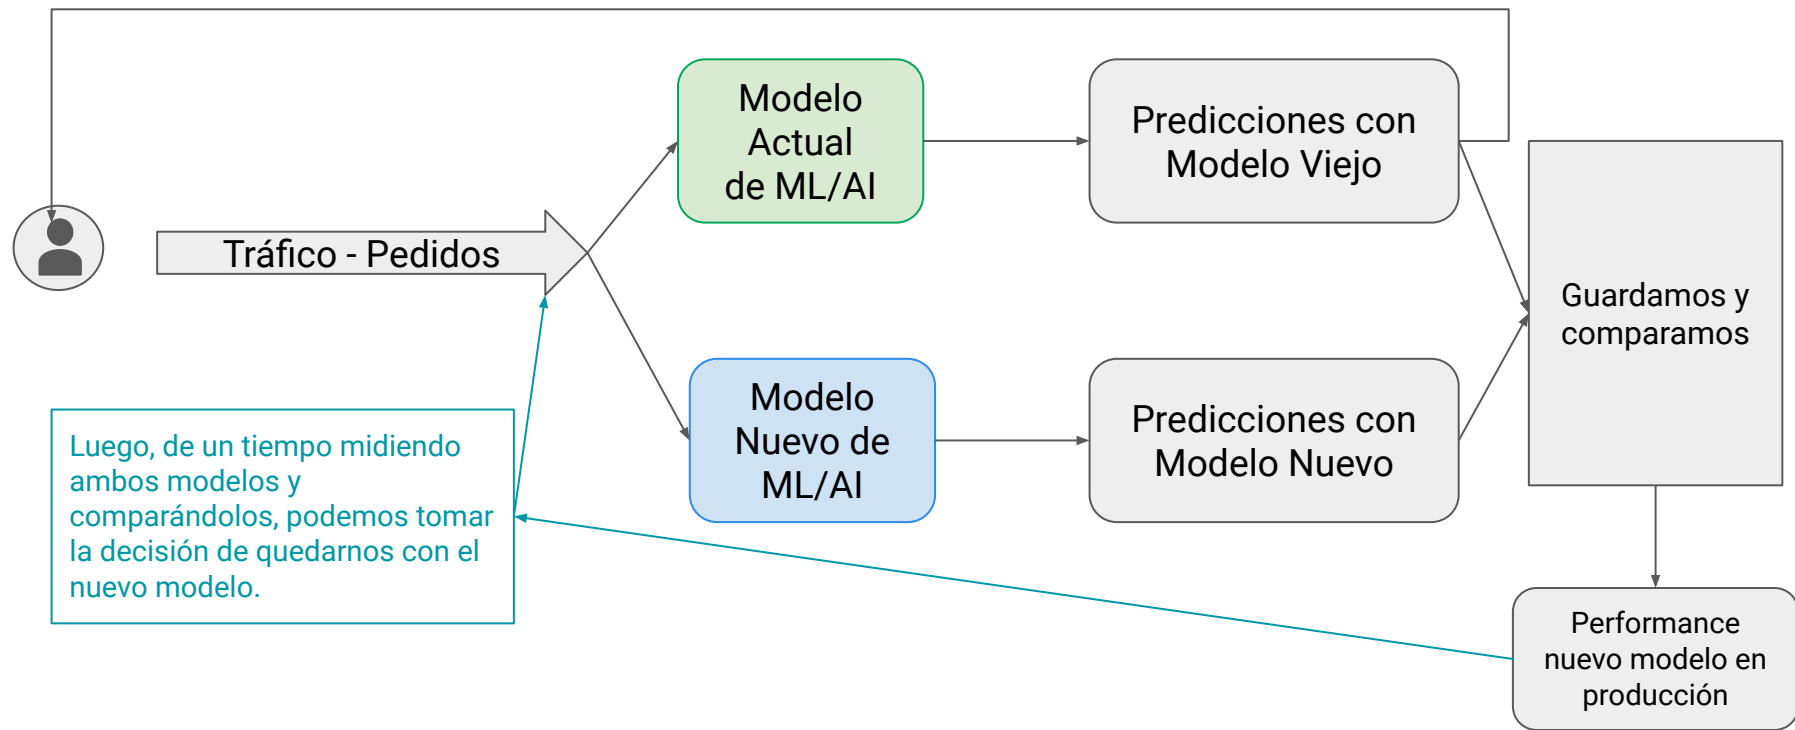 Modelo
Actual
de ML/AI
Predicciones con
Modelo Viejo
Tráfico - Pedidos
Guardamos y
comparamos
Modelo
Nuevo de
ML/AI
Predicciones con
Modelo Nuevo
Luego, de un tiempo midiendo
ambos modelos y
comparándolos, podemos tomar
la decisión de quedarnos con el
nuevo modelo.
Performance
nuevo modelo en
producción